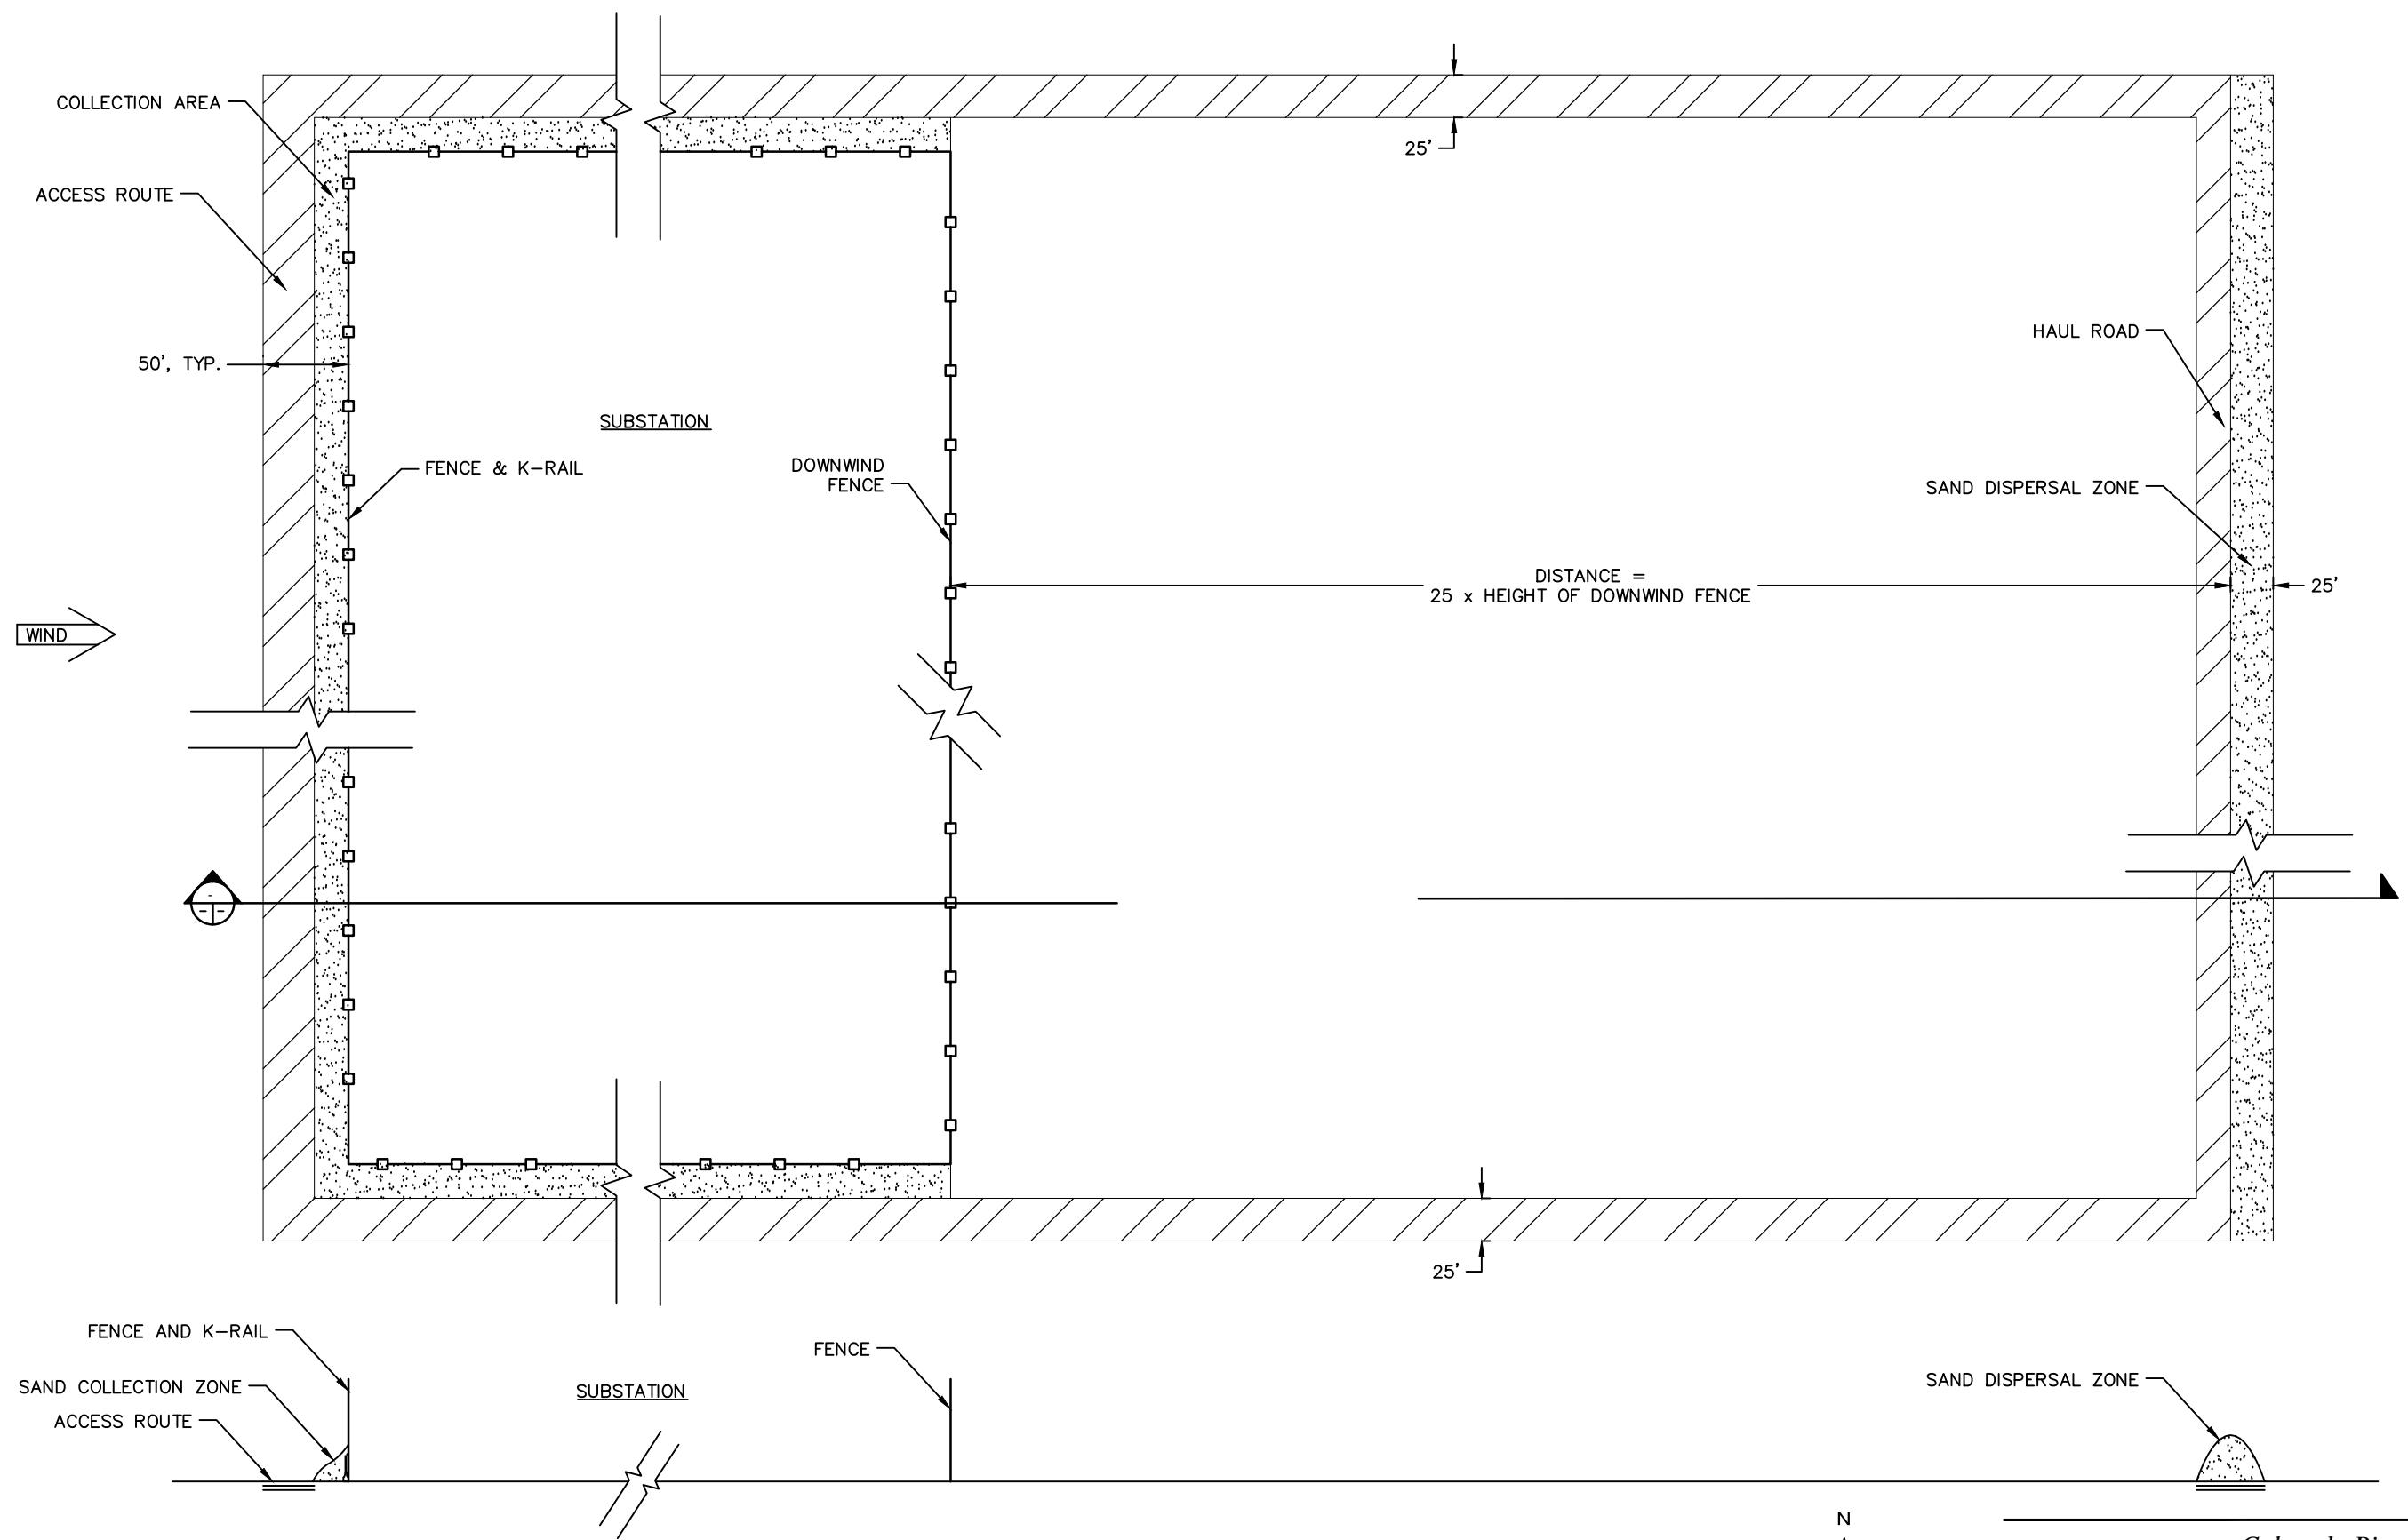 COLLECTION AREA
25'
ACCESS ROUTE
HAUL ROAD
50', TYP.
SUBSTATION
FENCE & K-RAIL
DOWNWIND
FENCE
SAND DISPERSAL ZONE
DISTANCE =
25 x HEIGHT OF DOWNWIND FENCE
25'
WIND
25'
FENCE AND K-RAIL
FENCE
SAND COLLECTION ZONE
SUBSTATION
SAND DISPERSAL ZONE
ACCESS ROUTE
N